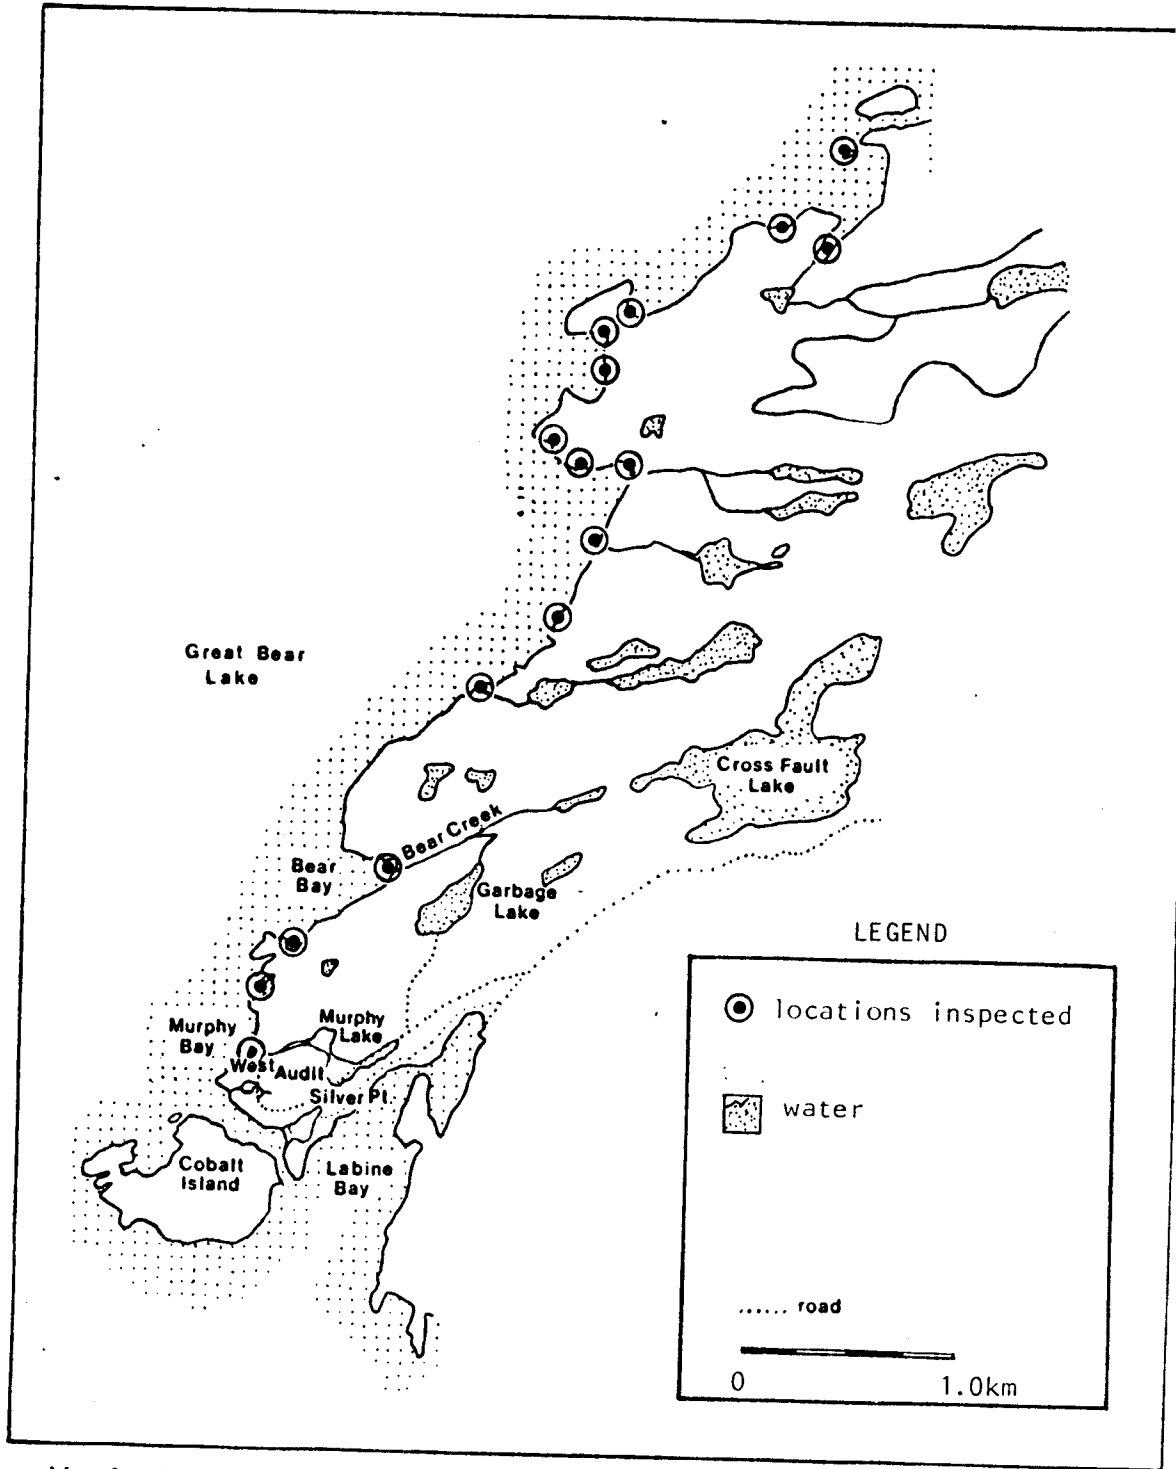 Great Bear
Lake
Cross Fault
Lake
Bear Creek
Bear
Bay
Garbage
Lake
LEGEND
locations inspected
Murphy
Bay
Murphy
Lake
West Audit
Silver Pt.
water
Cobalt
Island
Labine
Bay
road
0 1.0km